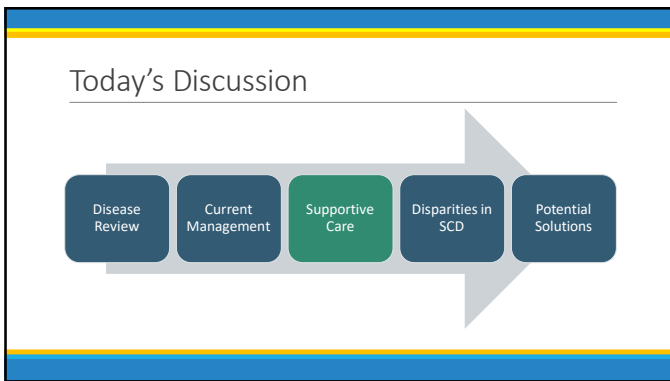 Today’s Discussion
Disease
Review
Current
Management
Supportive
Care
Disparities in
SCD
Potential
Solutions